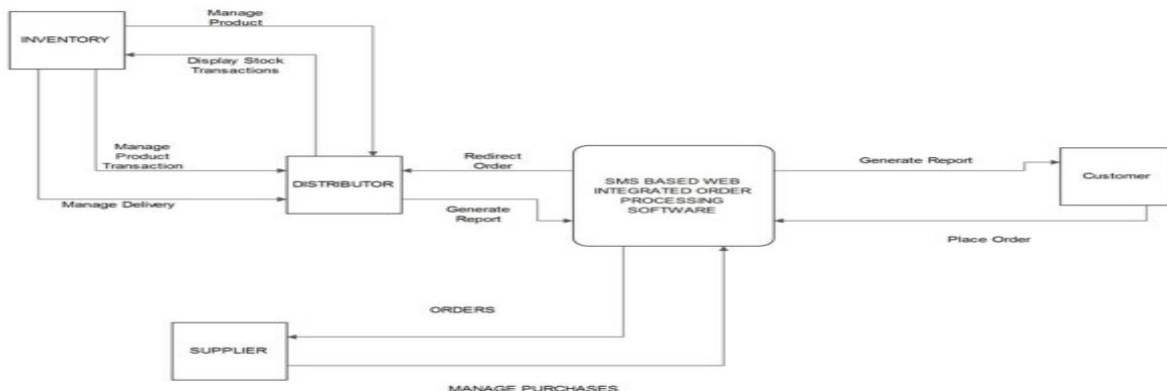 Manage
Product
INVENTORY
Display Stock
Transactions
Manage
Product
Transaction
Manage Delivery
DISTRIBUTOR
Redirect
Order
Generate
Report
SMS BASED WEB
INTEGRATED ORDER
PROCESSING
SOFTWARE
Generate Report
Customer
Place Order
ORDERS
SUPPLIER
MANAGE PURCHASES